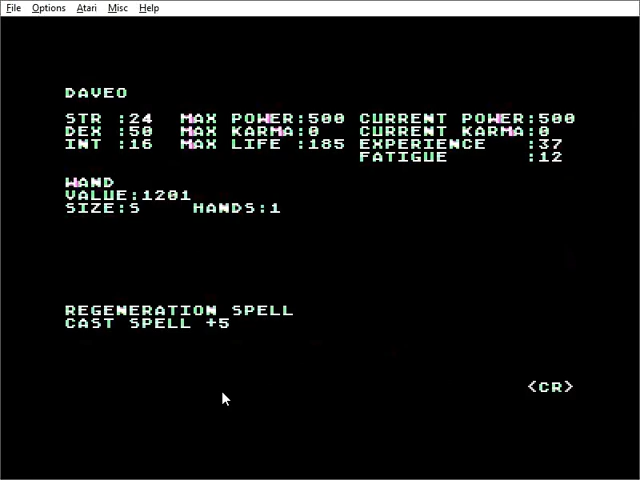 File Options Atari Misc Help
DAVEO
STR :24 MAX POWER:500 CURRENT POWER:500
DEX :50 MAX KARMA:0 CURRENT KARMA:0
INT :16 MAX LIFE :185 EXPERIENCE :37
FATIGUE :12
WAND
VALUE:1201
SIZE:5 HANDS:1
REGENERATION SPELL
CAST SPELL +5
<CR>